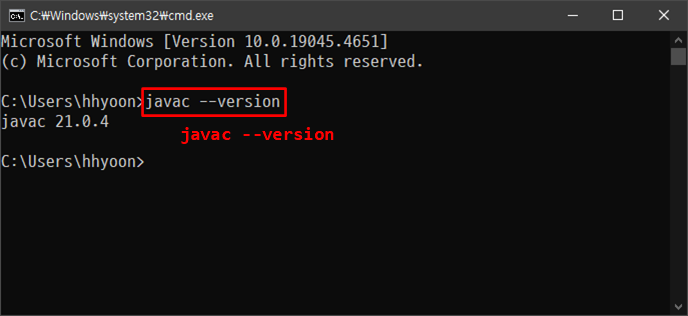 C:₩Windows₩system32₩cmd.exe
Microsoft Windows [Version 10.0.19045.4651]
(c) Microsoft Corporation. All rights reserved.
C:\Users\hhyoon>javac --version
javac 21.0.4
javac --version
C:\Users\hhyoon>